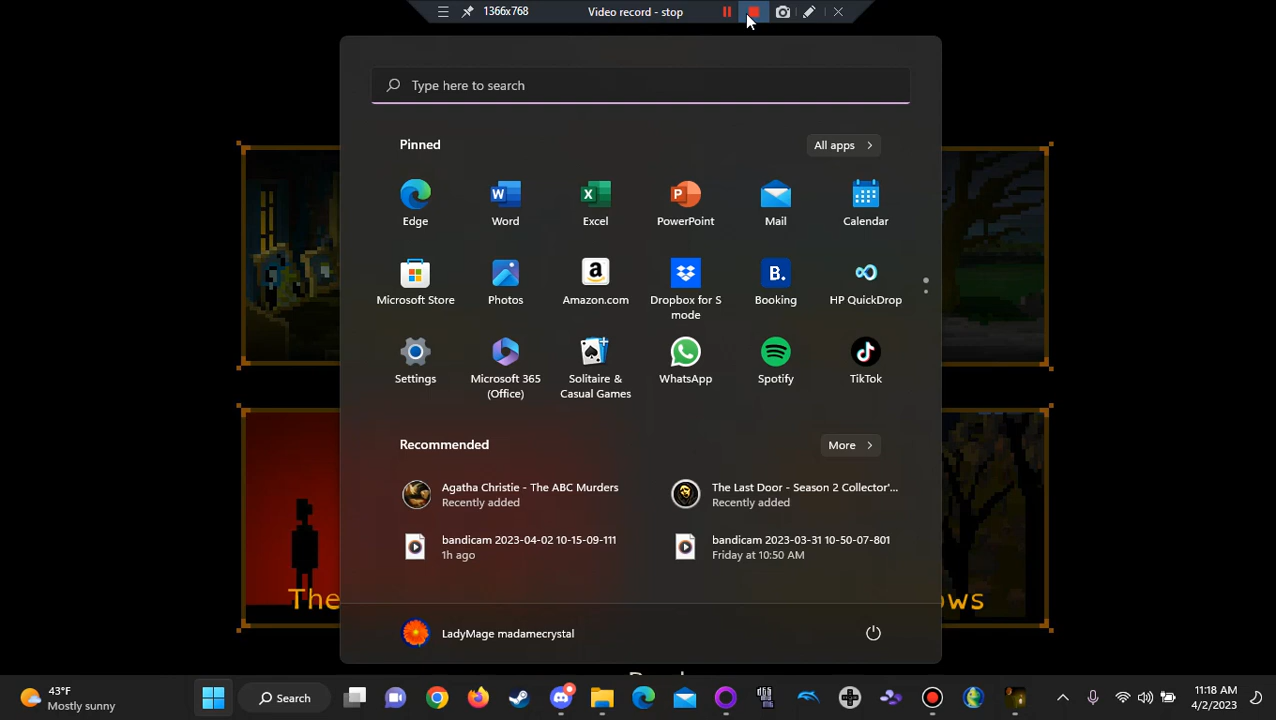 1366x768 Video record - stop
Type here to search
Pinned All apps
Edge Word Excel PowerPoint Mail Calendar
Microsoft Store Photos Amazon.com Dropbox for S mode Booking HP QuickDrop
Settings Microsoft 365 (Office) Solitaire & Casual Games WhatsApp Spotify TikTok
Recommended More
Agatha Christie - The ABC Murders
Recently added
The Last Door - Season 2 Collector'...
Recently added
bandicam 2023-04-02 10-15-09-111
1h ago
bandicam 2023-03-31 10-50-07-801
Friday at 10:50 AM
The
ows
LadyMage madamecrystal
43°F
Mostly sunny
Search
11:18 AM
4/2/2023